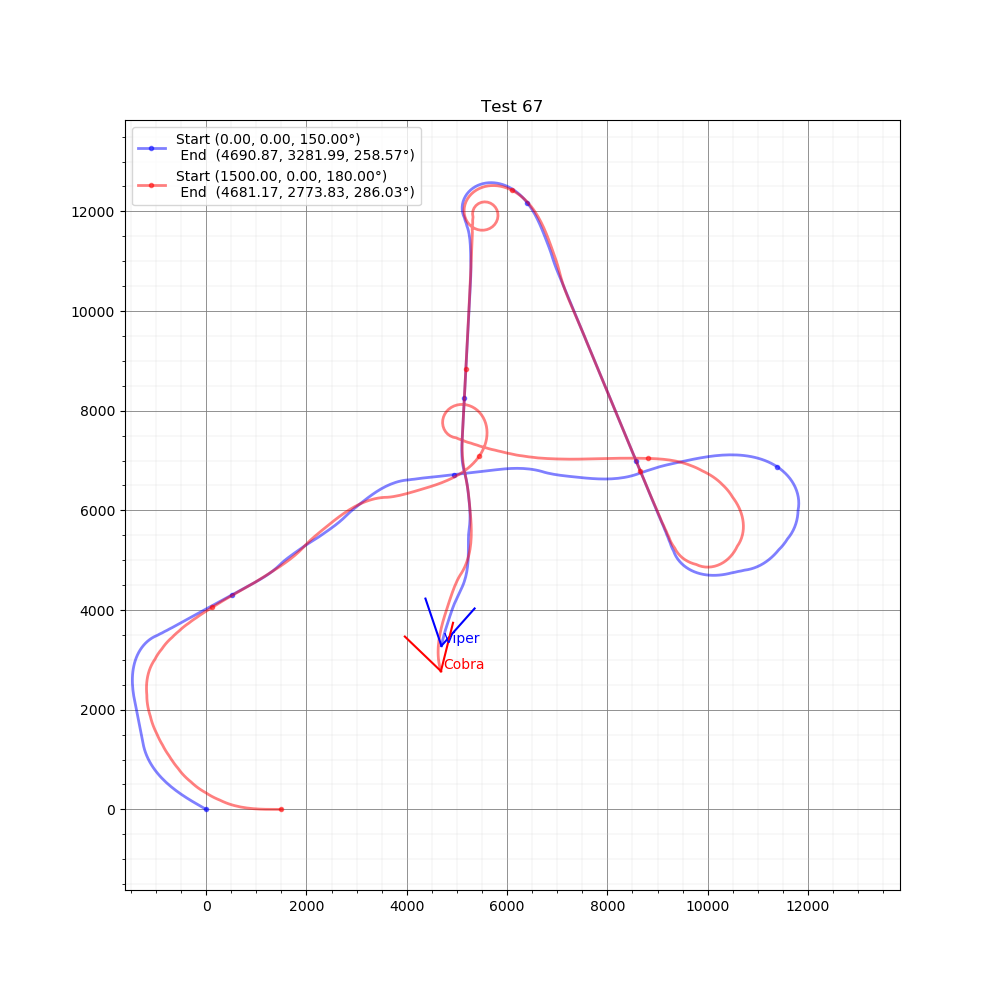 Test 67
Start (0.00, 0.00, 150.00°)
End (4690.87, 3281.99, 258.57°)
Start (1500.00, 0.00, 180.00°)
End (4681.17, 2773.83, 286.03°)
12000
10000
8000
6000
4000
2000
0
Viper
Cobra
0 2000 4000 6000 8000 10000 12000